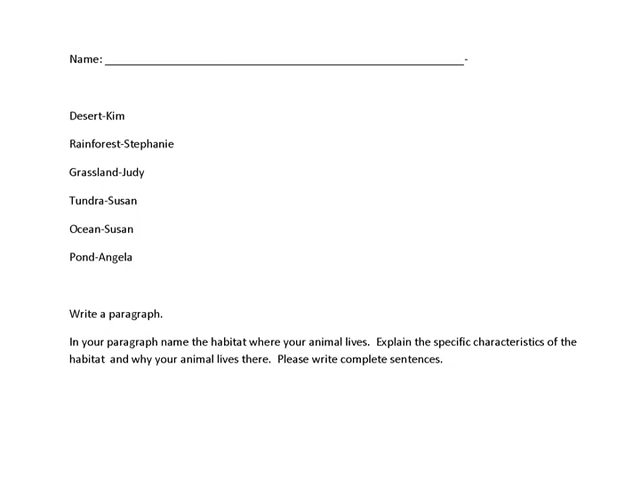 Name: ____________________________________________________________-
Desert-Kim
Rainforest-Stephanie
Grassland-Judy
Tundra-Susan
Ocean-Susan
Pond-Angela
Write a paragraph.
In your paragraph name the habitat where your animal lives.  Explain the specific characteristics of the
habitat  and why your animal lives there.  Please write complete sentences.